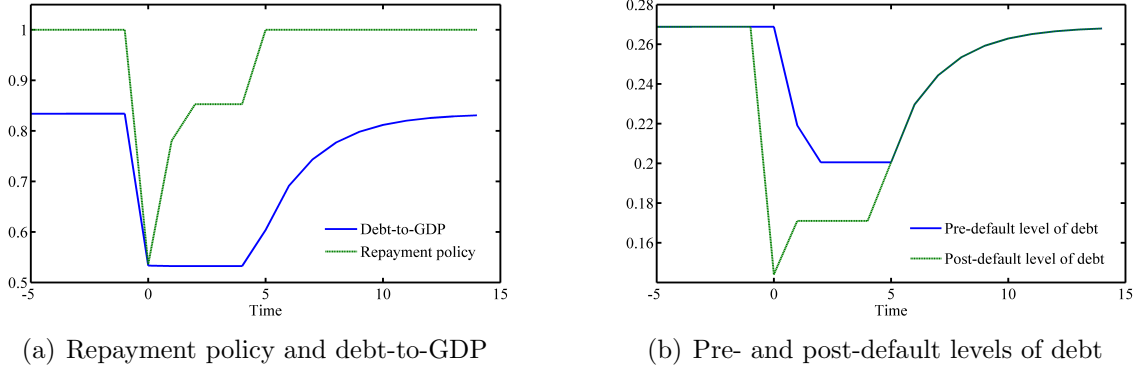 1
0.9
0.8
0.7
0.6
0.5
-5
0
5
10
15
Time
Debt-to-GDP
Repayment policy
(a) Repayment policy and debt-to-GDP
0.28
0.26
0.24
0.22
0.2
0.18
0.16
-5
0
5
10
15
Time
Pre-default level of debt
Post-default level of debt
(b) Pre- and post-default levels of debt